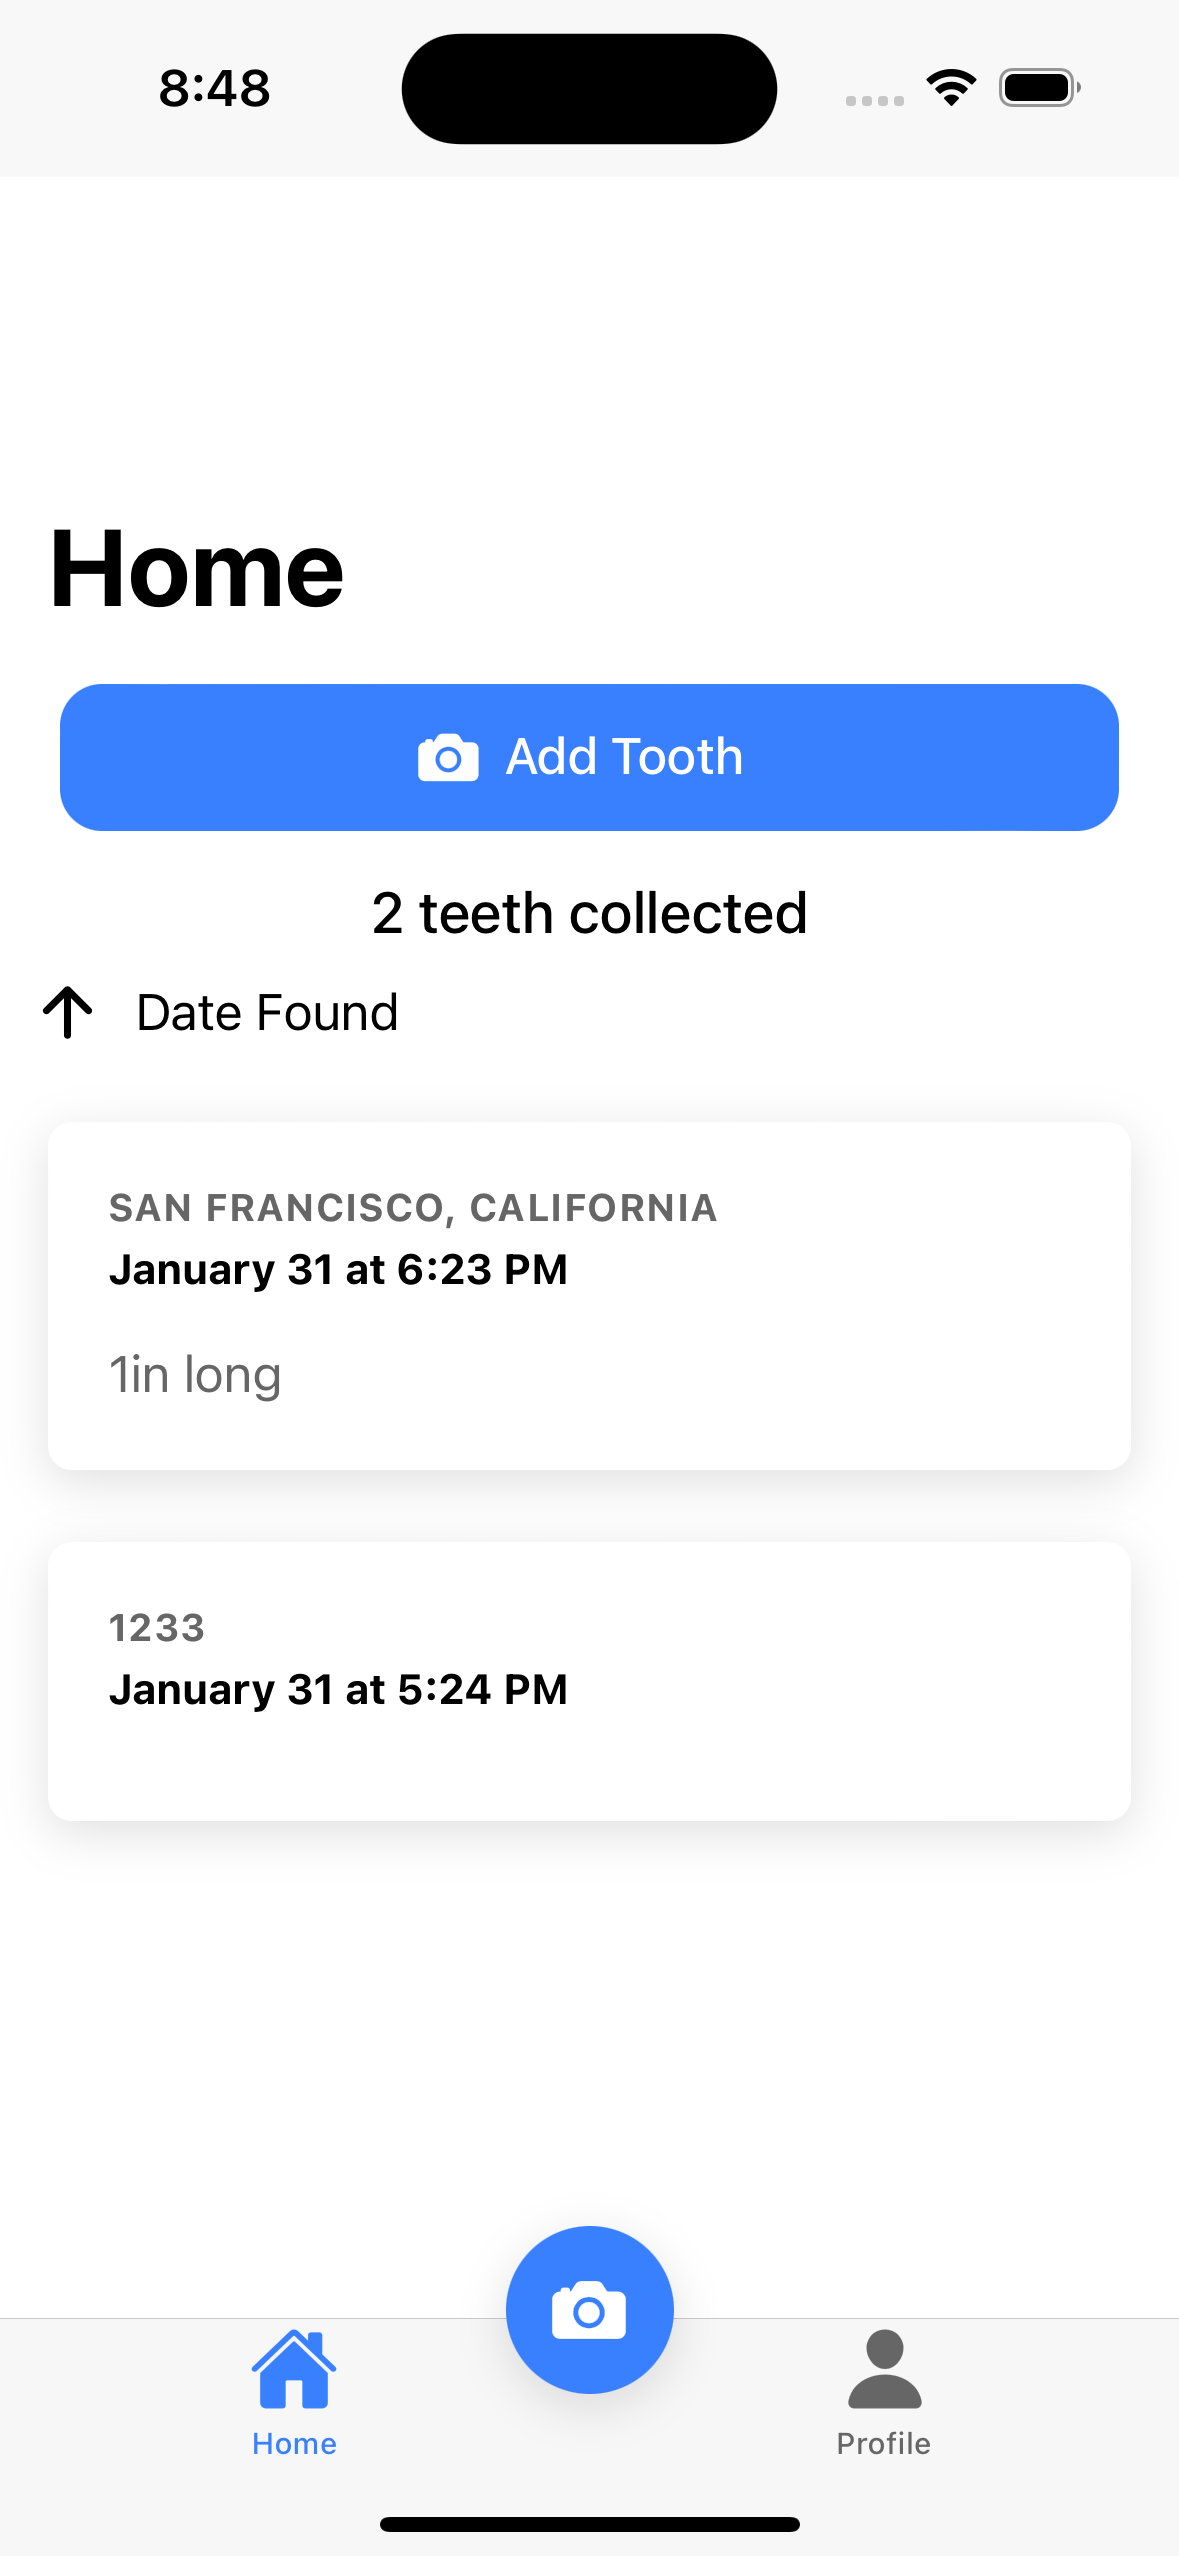 8:48
Home
Add Tooth
2 teeth collected
Date Found
SAN FRANCISCO, CALIFORNIA
January 31 at 6:23 PM
1in long
1233
January 31 at 5:24 PM
Home
Profile